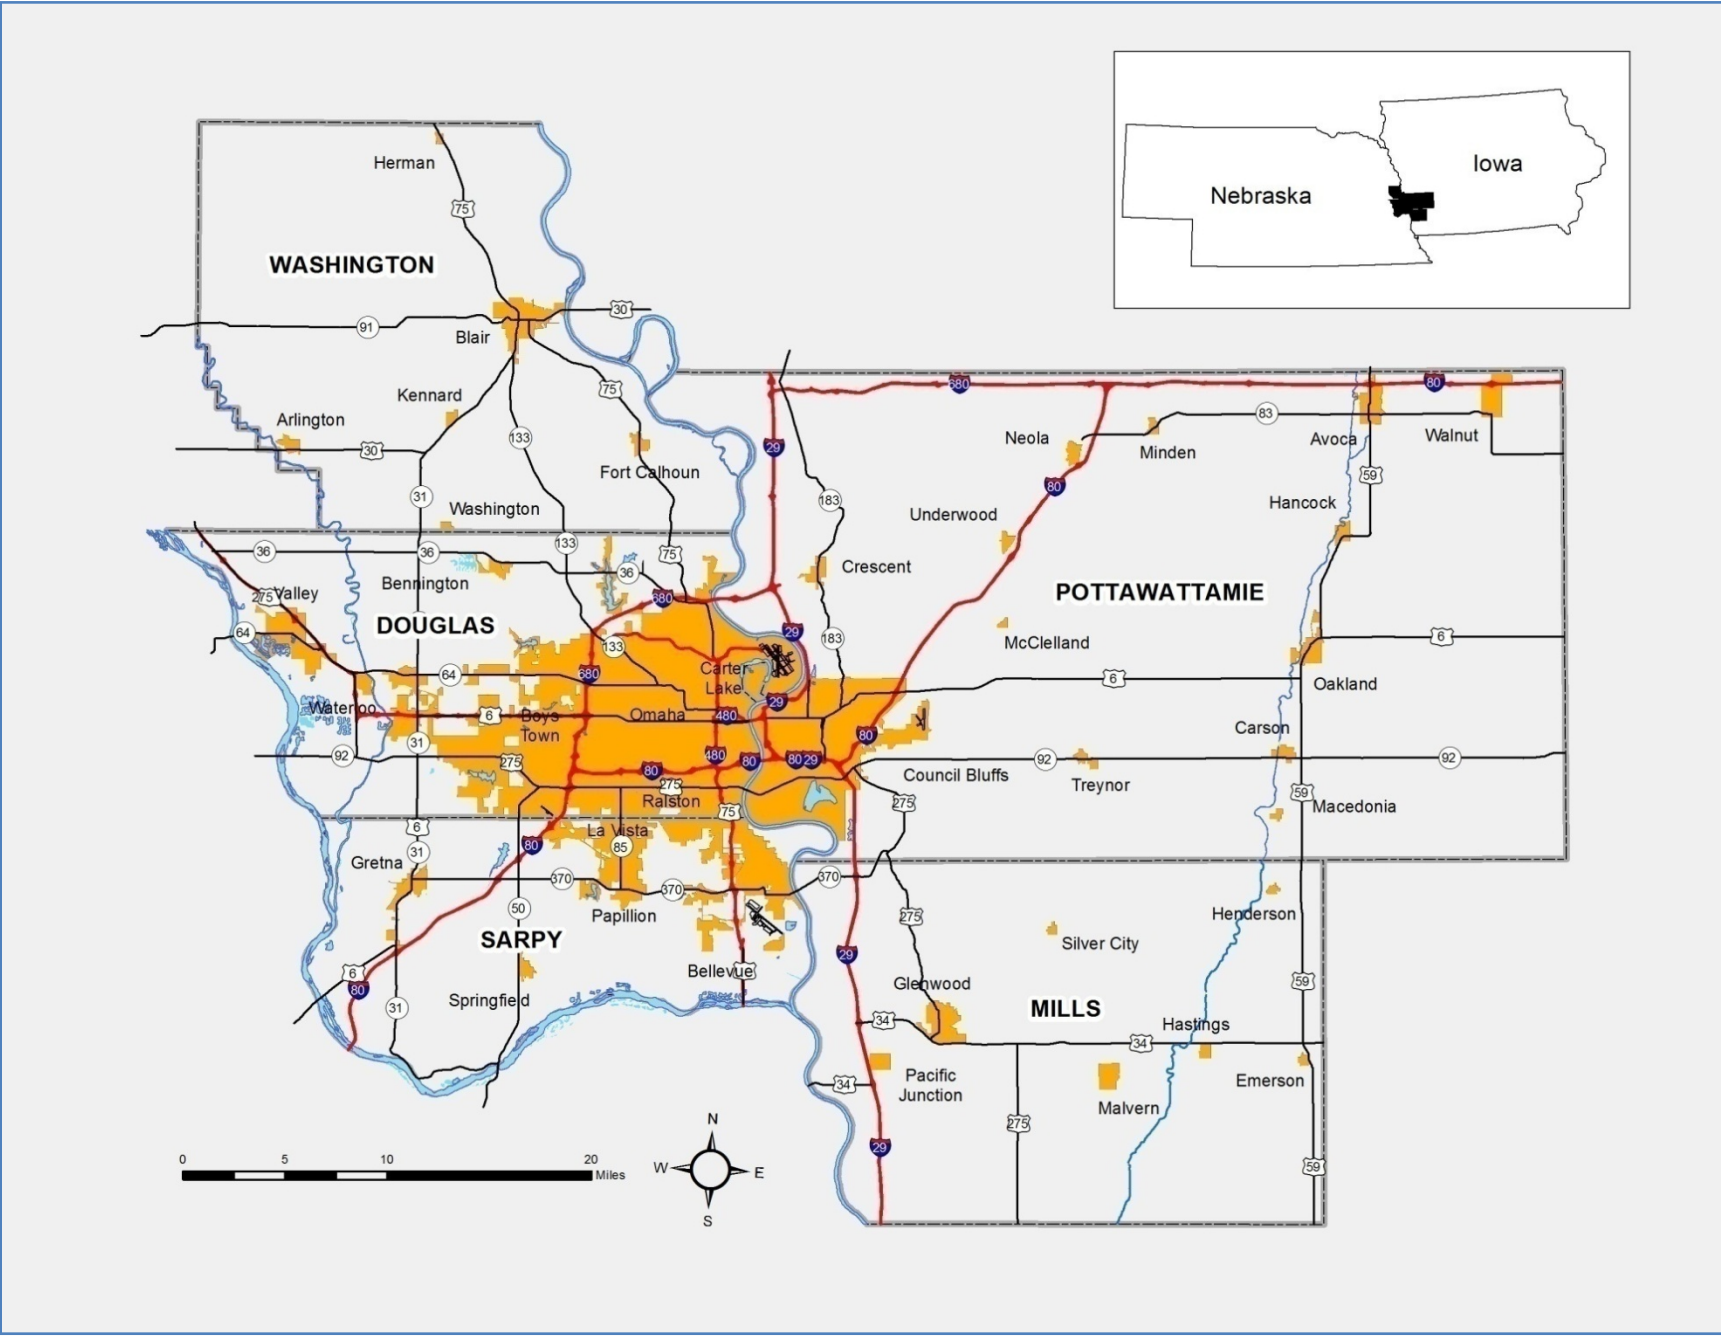 Iowa
Nebraska
Herman
75
WASHINGTON
30
91
Blair
75
680
80
Kennard
83
Arlington
133
Neola
Avoca
Walnut
30
29
Minden
Fort Calhoun
59
80
31
183
Hancock
Washington
Underwood
133
36
36
75
Crescent
36
Bennington
275
Valley
680
POTTAWATTAMIE
64
DOUGLAS
29
183
6
133
McClelland
64
680
Carter
Lake
6
Oakland
29
Waterloo
6
Boys
Town
Omaha
480
Carson
31
80
92
275
480
80
80
29
92
92
80
275
Council Bluffs
Treynor
Ralston
275
59
Macedonia
75
6
La Vista
80
85
31
Gretna
370
370
370
50
275
Henderson
Papillion
SARPY
Silver City
29
6
Bellevue
59
80
Glenwood
Springfield
31
MILLS
34
Hastings
34
Pacific
Junction
Emerson
34
Malvern
N
275
29
0
5
10
20
Miles
W
E
59
S